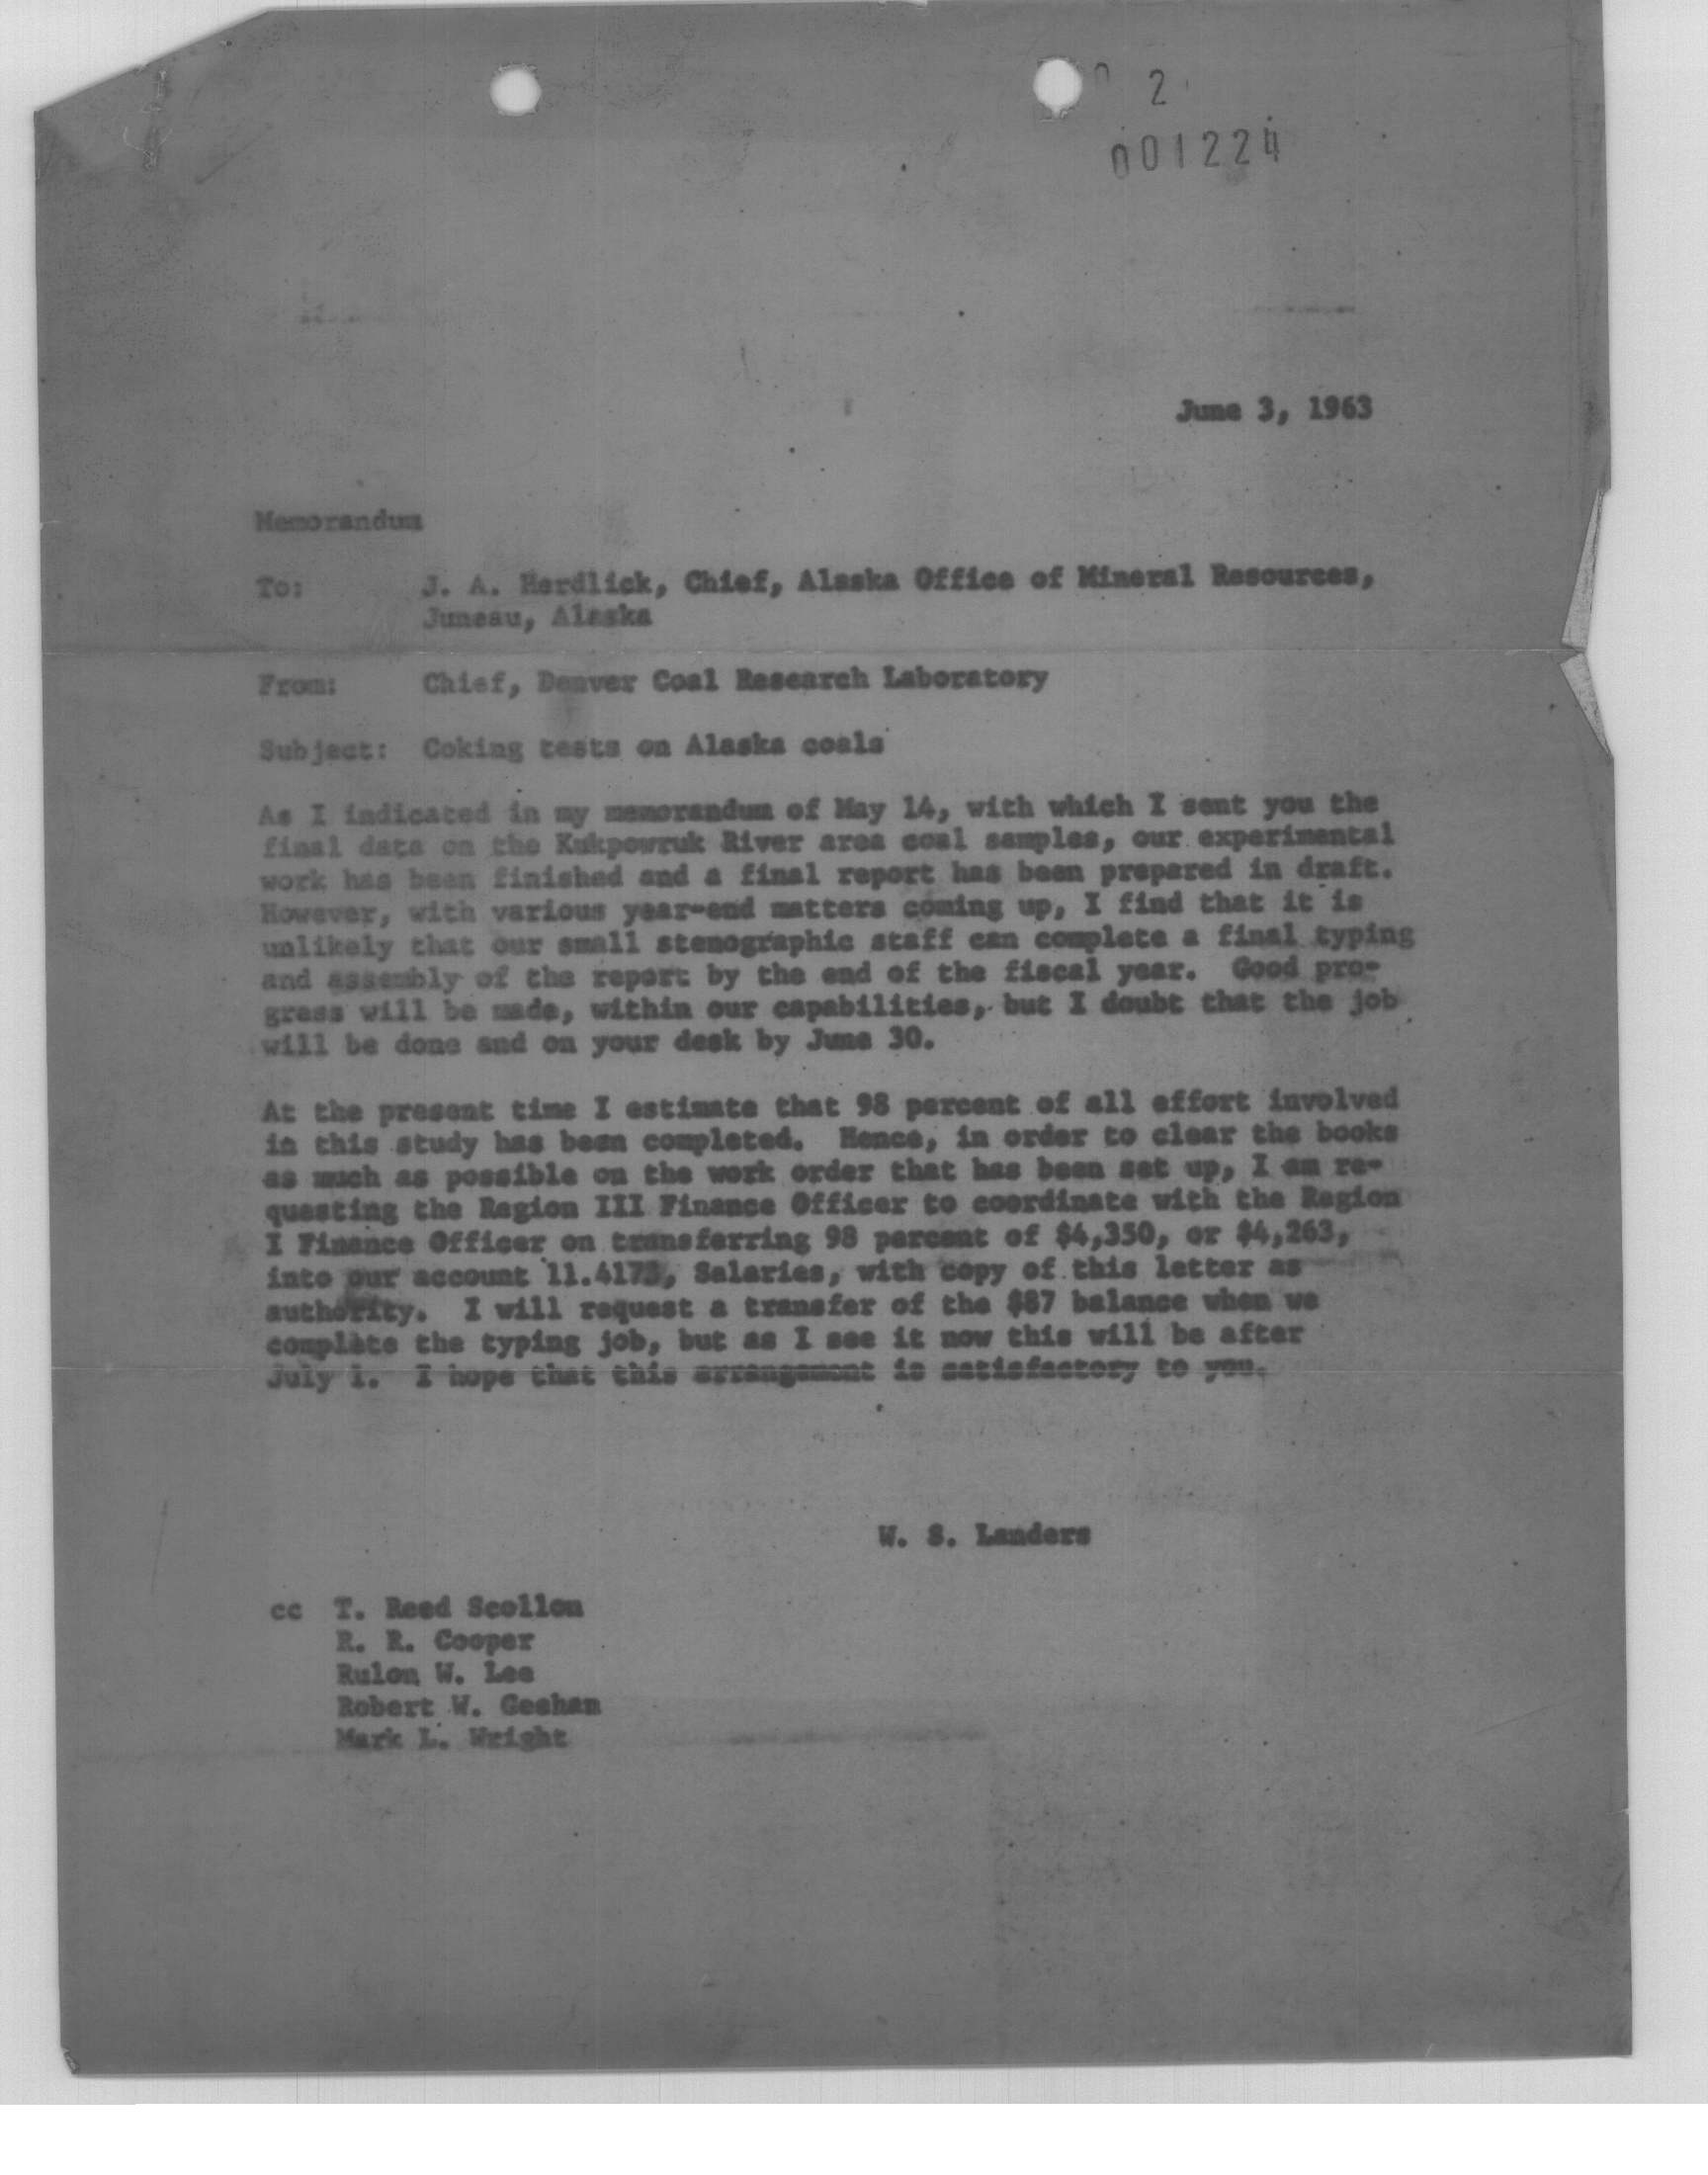 2
001224
June 3, 1963
Memorandum
To: J. A. Herdlick, Chief, Alaska Office of Mineral Resources,
Juneau, Alaska
From: Chief, Denver Coal Research Laboratory
Subject: Coking tests on Alaska coals
As I indicated in my memorandum of May 14, with which I sent you the
final data on the Kukpowruk River area coal samples, our experimental
work has been finished and a final report has been prepared in draft.
However, with various year-end matters coming up, I find that it is
unlikely that our small stenographic staff can complete a final typing
and assembly of the report by the end of the fiscal year. Good pro-
gress will be made, within our capabilities, but I doubt that the job
will be done and on your desk by June 30.
At the present time I estimate that 98 percent of all effort involved
in this study has been completed. Hence, in order to clear the books
as much as possible on the work order that has been set up, I am re-
questing the Region III Finance Officer to coordinate with the Region
I Finance Officer on transferring 98 percent of $4,350, or $4,263,
into our account Salaries, with copy of this letter as
authority. I will request a transfer of the $87 balance when we
complete the typing job, but as I see it now this will be after
July 1. I hope that this arrangement is satisfactory to you.
W. S. Landers
cc T. Reed Scollon
R. R. Cooper
Rulon W. Lee
Robert W. Geehan
Mark L. Wright